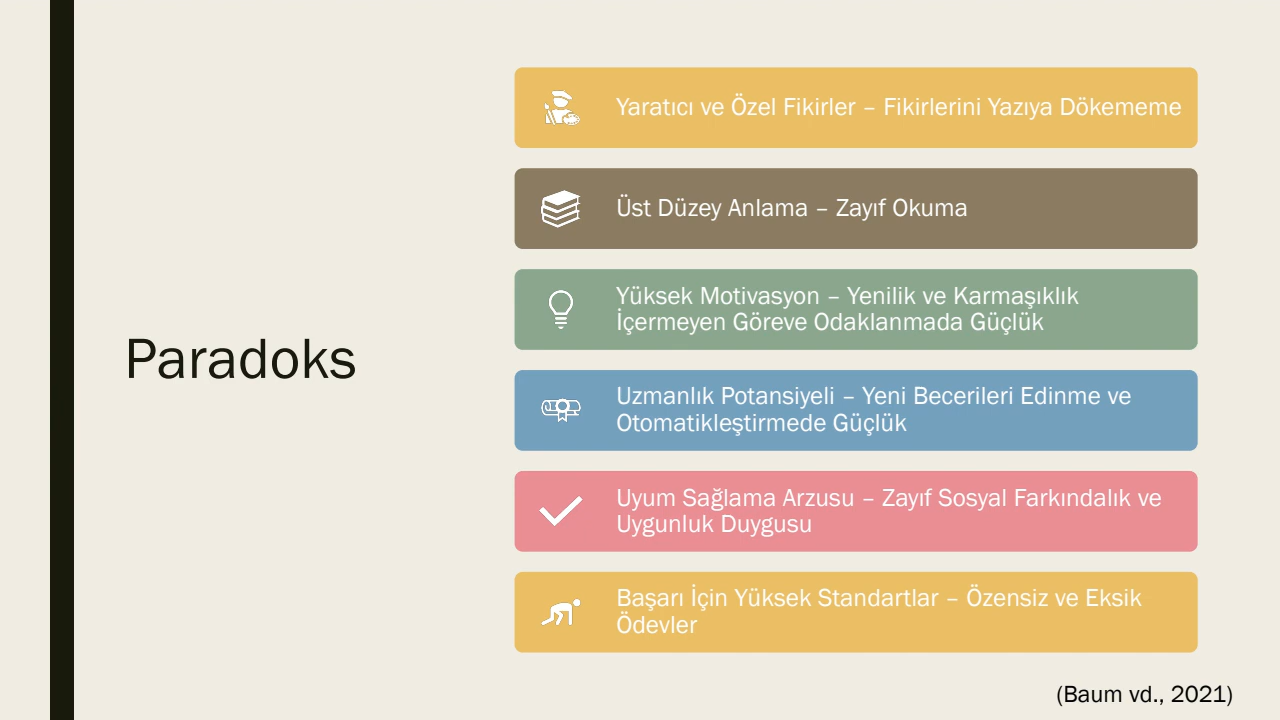 Paradoks
Yaratıcı ve Özel Fikirler – Fikirlerini Yazıya Dökememe
Üst Düzey Anlama – Zayıf Okuma
Yüksek Motivasyon – Yenilik ve Karmaşıklık
İçermeyen Göreve Odaklanmada Güçlük
Uzmanlık Potansiyeli – Yeni Becerileri Edinme ve
Otomatikleştirmede Güçlük
Uyum Sağlama Arzusu – Zayıf Sosyal Farkındalık ve
Uygunluk Duygusu
Başarı İçin Yüksek Standartlar – Özensiz ve Eksik
Ödevler
(Baum vd., 2021)